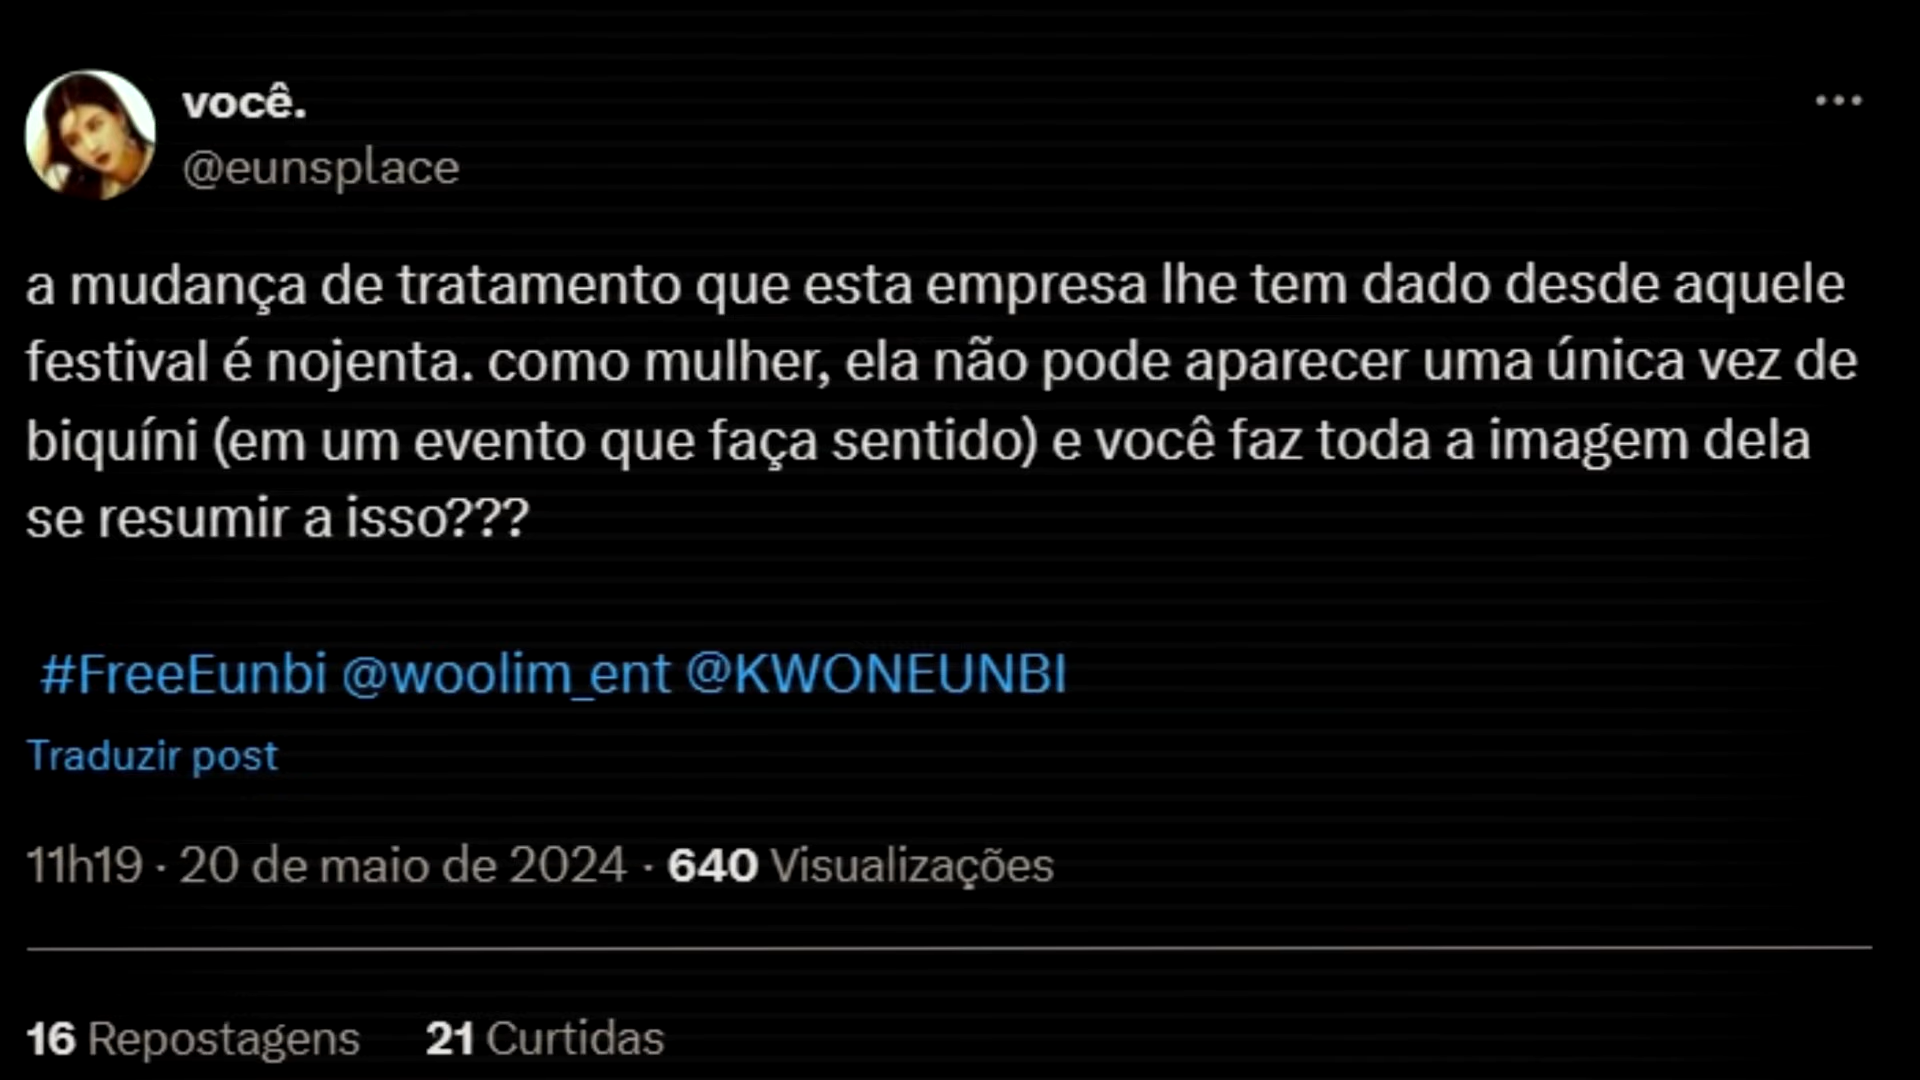 você.
@eunsplace
a mudança de tratamento que esta empresa lhe tem dado desde aquele
festival é nojenta. como mulher, ela não pode aparecer uma única vez de
biquíni (em um evento que faça sentido) e você faz toda a imagem dela
se resumir a isso???
#FreeEunbi @woolim_ent @KWONEUNBI
Traduzir post
11h19 · 20 de maio de 2024 · 640 Visualizações
16 Repostagens 21 Curtidas